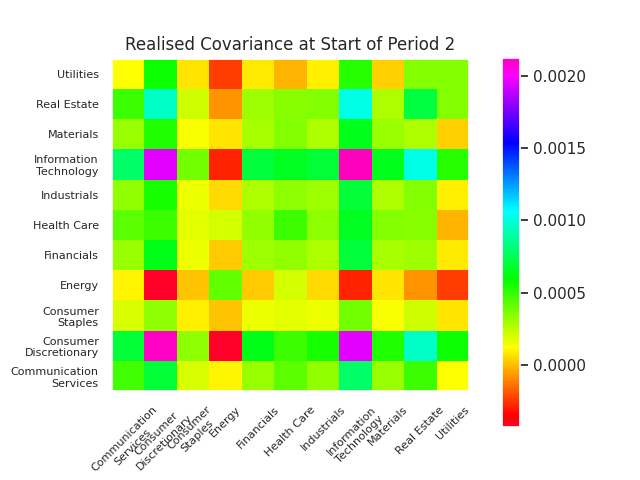 Realised Covariance at Start of Period 2
Utilities
Real Estate
Materials
Information
Technology
Industrials
Health Care
Financials
Energy
Consumer
Staples
Consumer
Discretionary
Communication
Services
Communication
Services
Consumer
Discretionary
Consumer
Staples
Energy
Financials
Health Care
Industrials
Information
Technology
Materials
Real Estate
Utilities
0.0020
0.0015
0.0010
0.0005
0.0000